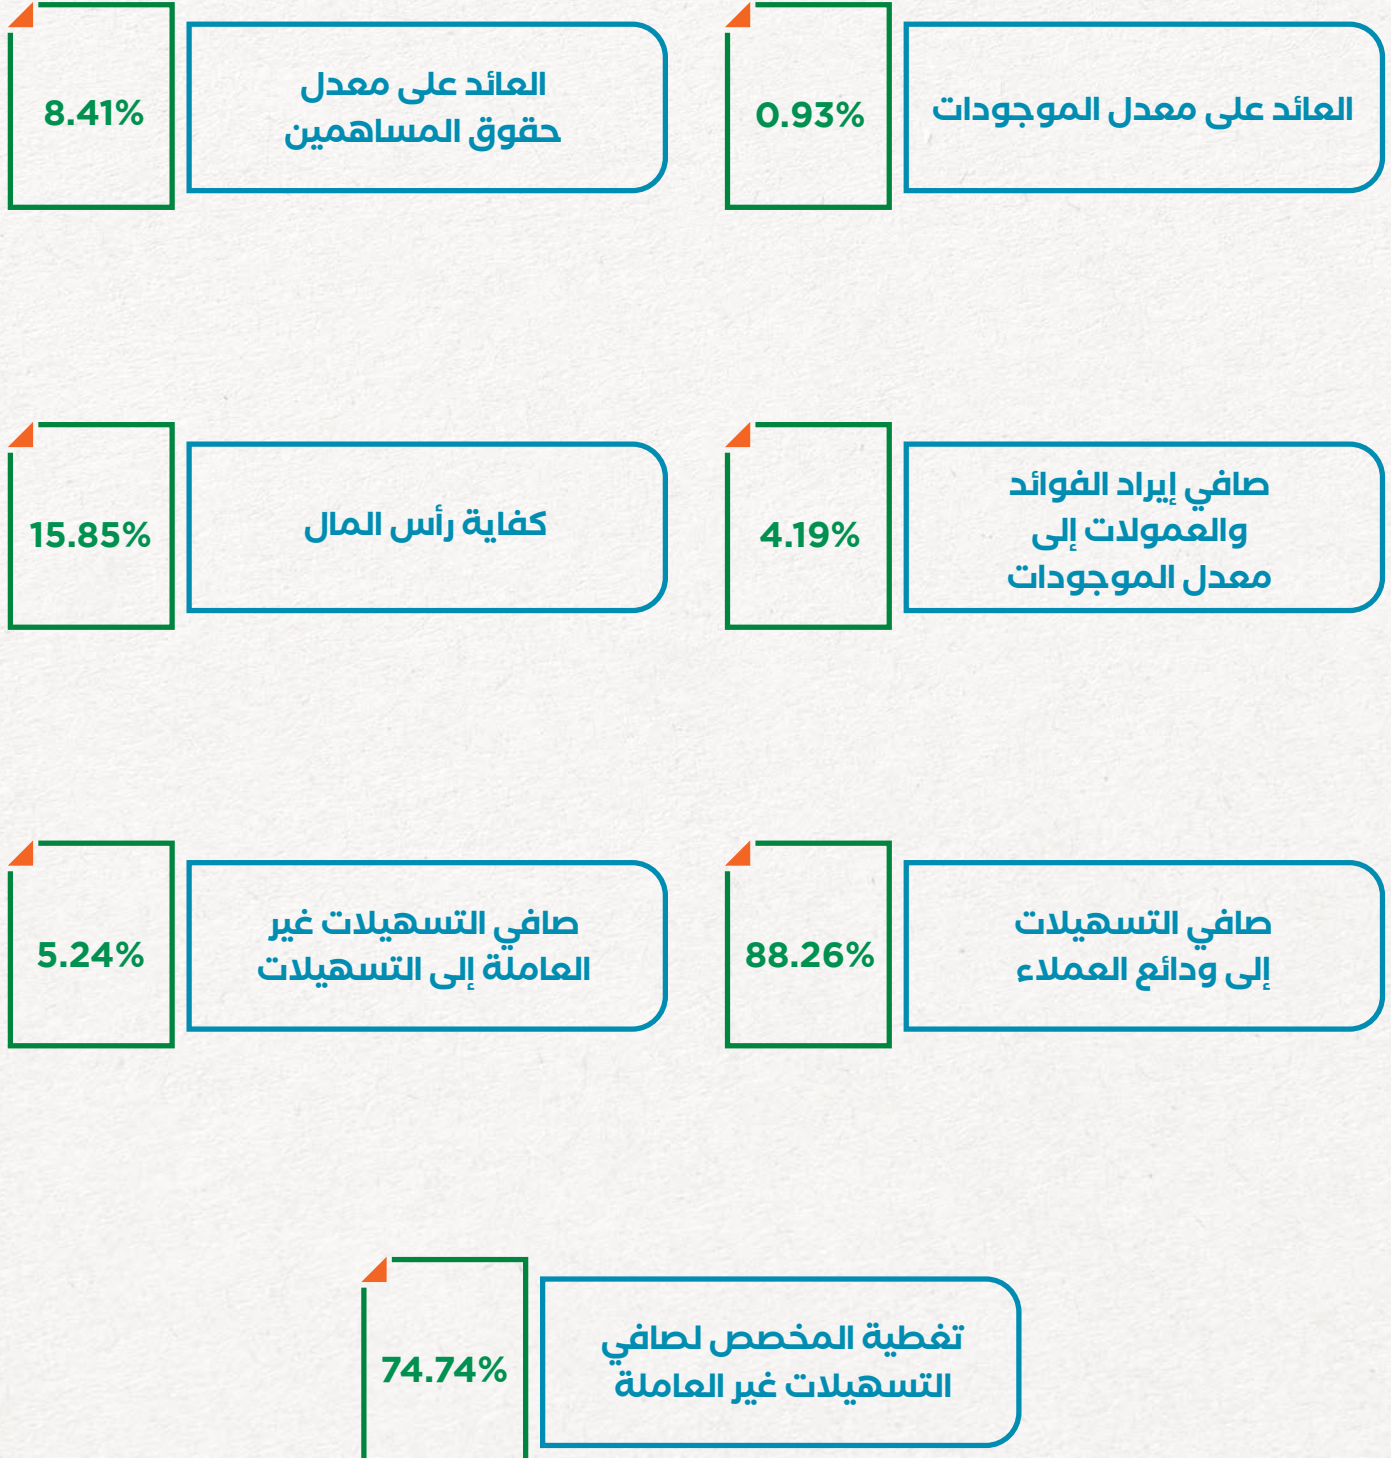 العائد على معدل الموجودات
0.93%
العائد على معدل
حقوق المساهمين
8.41%
صافي إيراد الفوائد
والعمولات إلى
معدل الموجودات
4.19%
كفاية رأس المال
15.85%
صافي التسهيلات
إلى ودائع العملاء
88.26%
صافي التسهيلات غير
العاملة إلى التسهيلات
5.24%
تغطية المخصص لصافي
التسهيلات غير العاملة
74.74%